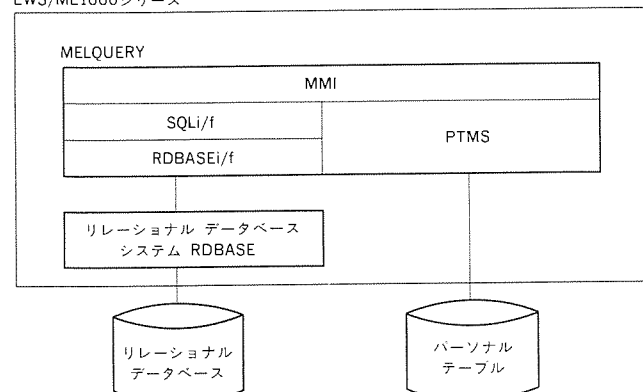 EWS/ME1000シリーズ
MELQUERY
MMI
SQLi/f
RDBASEi/f
PTMS
リレーショナル データベース
システム RDBASE
リレーショナル
データベース
パーソナル
テーブル